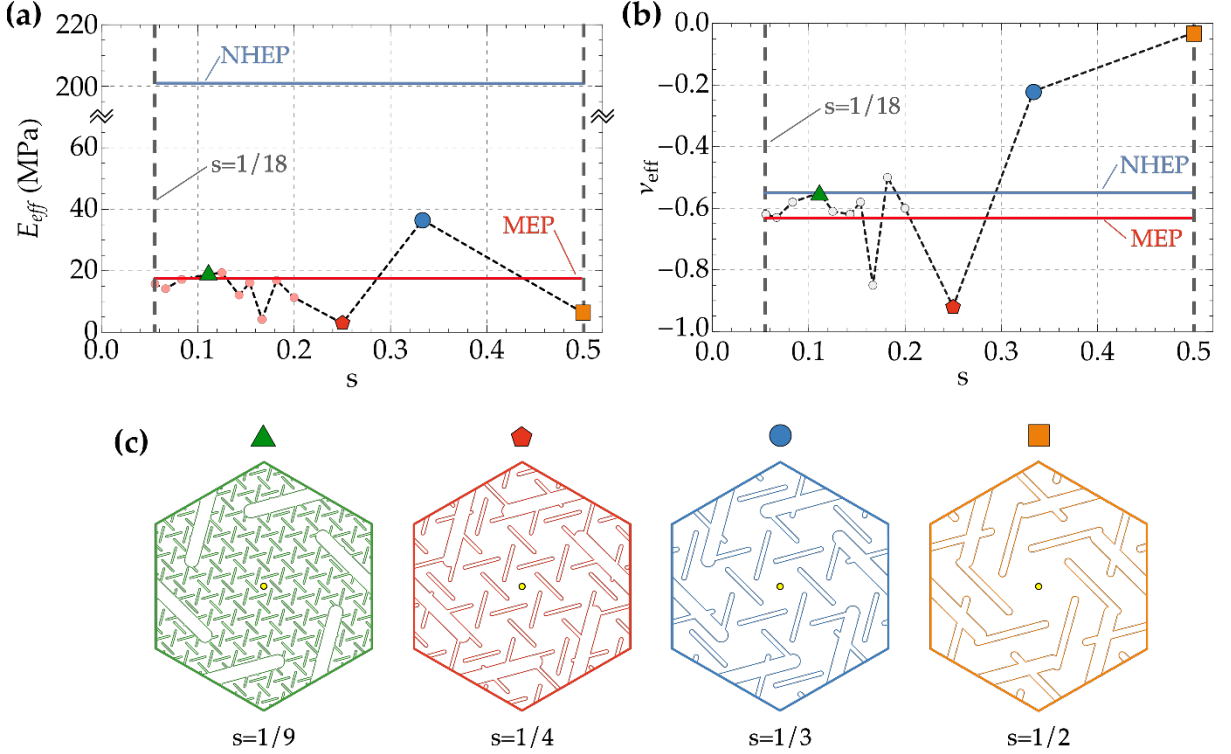 (a)
220
200
60
40
20
0
E_eff (MPa)
NHEP
s=1/18
MEP
0.0 0.1 0.2 0.3 0.4 0.5
s
(b)
0.0
−0.2
−0.4
−0.6
−0.8
−1.0
ν_eff
s=1/18
NHEP
MEP
0.0 0.1 0.2 0.3 0.4 0.5
s
(c)
s=1/9 s=1/4 s=1/3 s=1/2